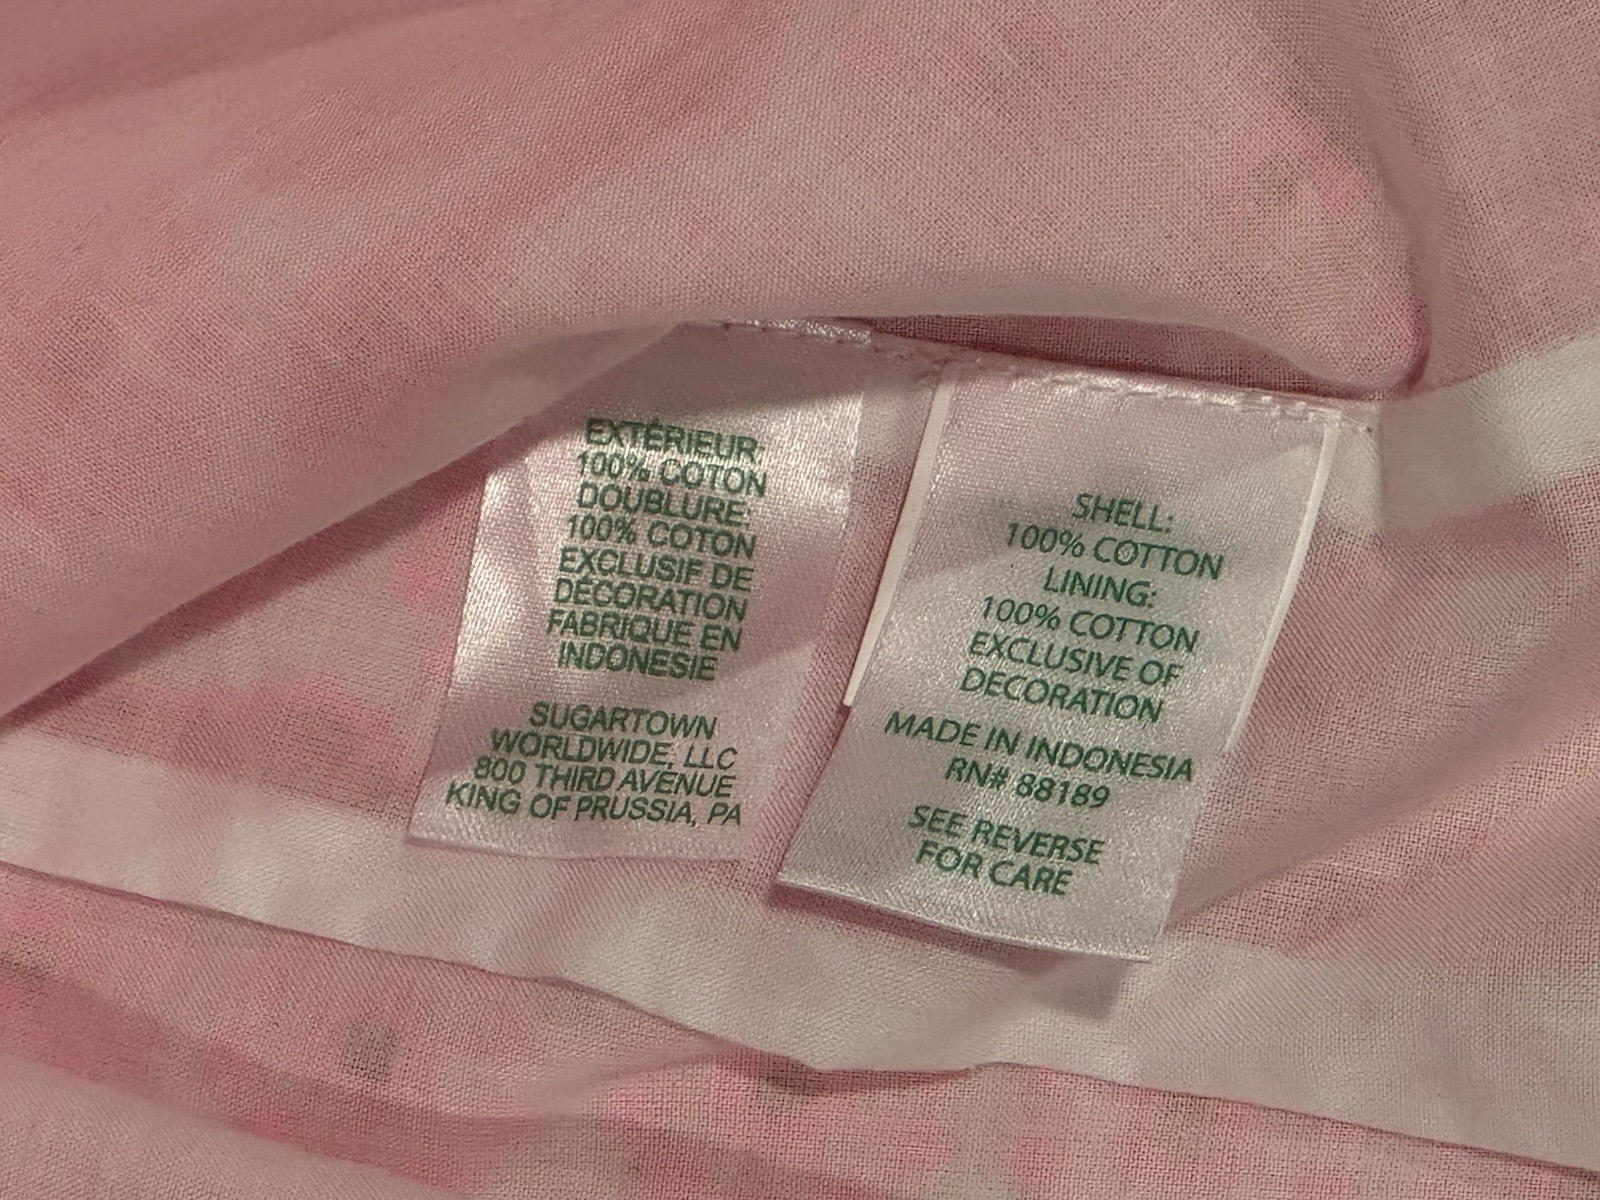 EXTÉRIEUR:
100% COTON
DOUBLURE:
100% COTON
EXCLUSIF DE
DÉCORATION
FABRIQUE EN
INDONESIE
SUGARTOWN
WORLDWIDE, LLC
800 THIRD AVENUE
KING OF PRUSSIA, PA
SHELL:
100% COTTON
LINING:
100% COTTON
EXCLUSIVE OF
DECORATION
MADE IN INDONESIA
RN# 88189
SEE REVERSE
FOR CARE